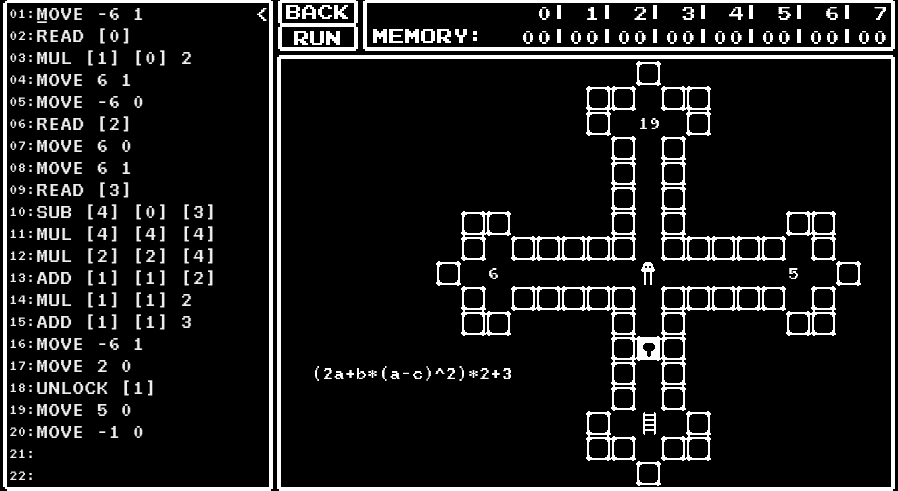 01:MOVE -6 1 <
02:READ [0]
03:MUL [1] [0] 2
04:MOVE 6 1
05:MOVE -6 0
06:READ [2]
07:MOVE 6 0
08:MOVE 6 1
09:READ [3]
10:SUB [4] [0] [3]
11:MUL [4] [4] [4]
12:MUL [2] [2] [4]
13:ADD [1] [1] [2]
14:MUL [1] [1] 2
15:ADD [1] [1] 3
16:MOVE -6 1
17:MOVE 2 0
18:UNLOCK [1]
19:MOVE 5 0
20:MOVE -1 0
21:
22:
BACK
RUN
0| 1| 2| 3| 4| 5| 6| 7
MEMORY: 00|00|00|00|00|00|00|00
19
6
5
(2a+b*(a-c)^2)*2+3